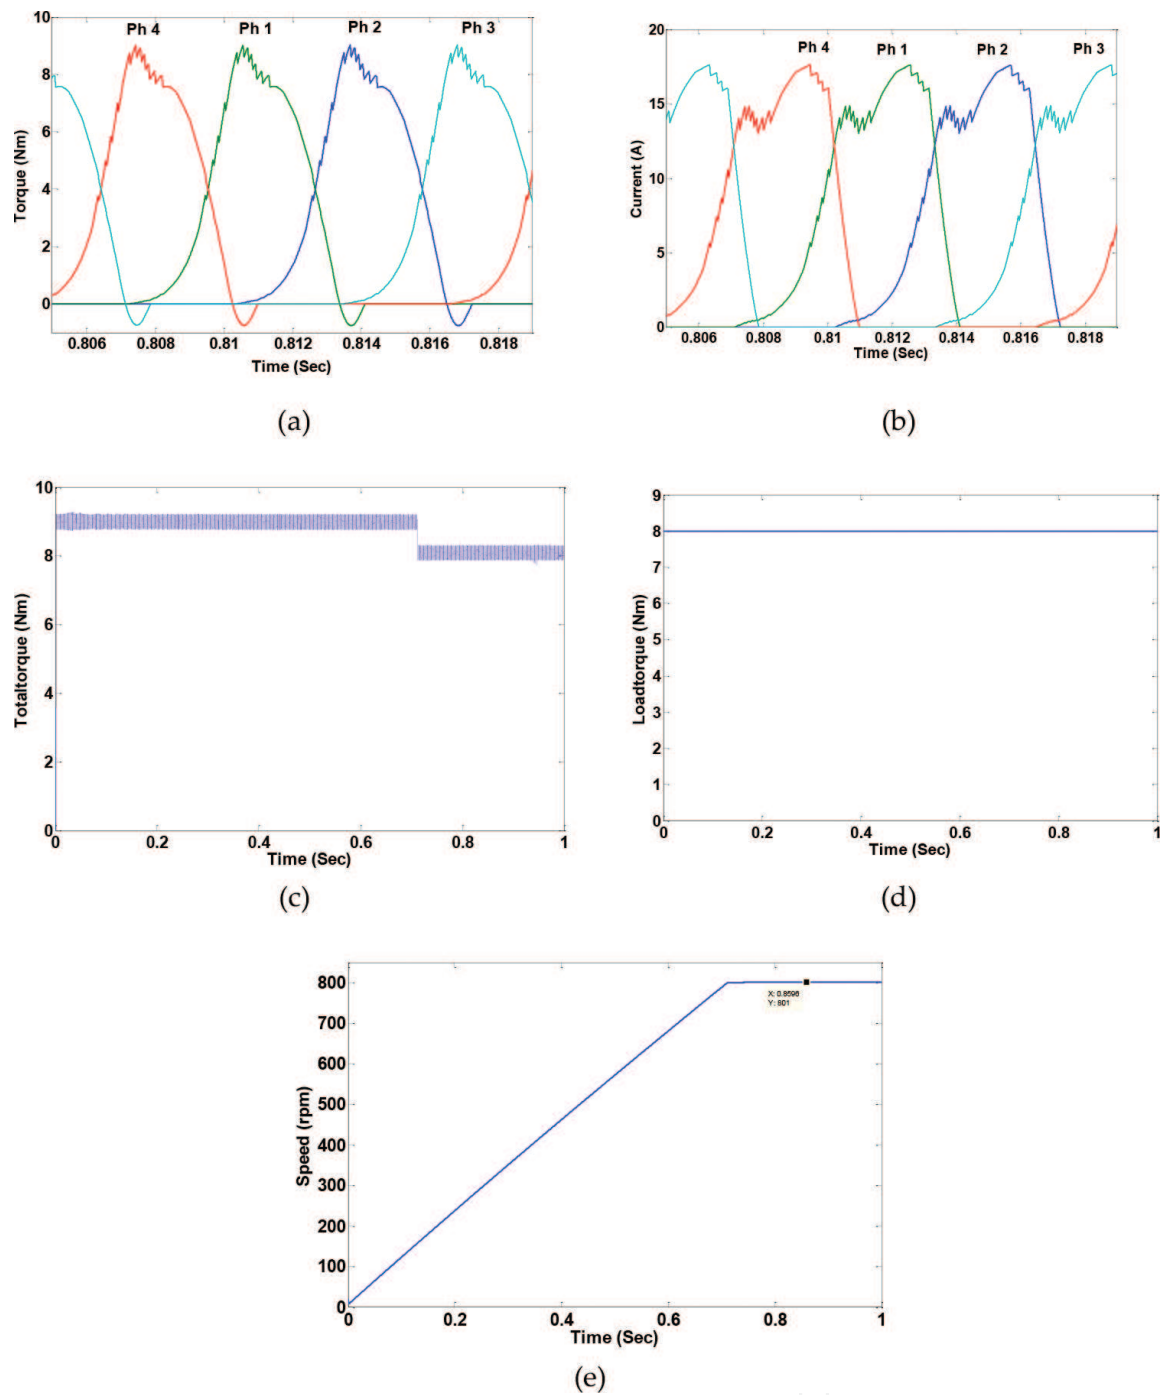 10
8
6
4
2
0
Torque (Nm)
Ph 4
Ph 1
Ph 2
Ph 3
0.806
0.808
0.81
0.812
0.814
0.816
0.818
Time (Sec)
(a)
20
15
10
5
0
Current (A)
Ph 4
Ph 1
Ph 2
Ph 3
0.806
0.808
0.81
0.812
0.814
0.816
0.818
Time (Sec)
(b)
10
8
6
4
2
0
Totaltorque (Nm)
0
0.2
0.4
0.6
0.8
1
Time (Sec)
(c)
9
8
7
6
5
4
3
2
1
0
Loadtorque (Nm)
0
0.2
0.4
0.6
0.8
1
Time (Sec)
(d)
800
700
600
500
400
300
200
100
0
Speed (rpm)
X: 0.8596
Y: 801
0
0.2
0.4
0.6
0.8
1
Time (Sec)
(e)